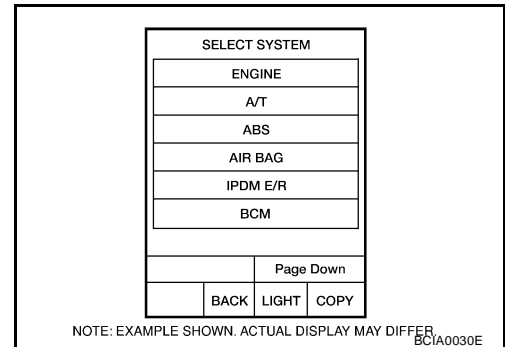 SELECT SYSTEM
ENGINE
A/T
ABS
AIR BAG
IPDM E/R
BCM
Page Down
BACK LIGHT COPY
NOTE: EXAMPLE SHOWN. ACTUAL DISPLAY MAY DIFFER.
BCIA0030E